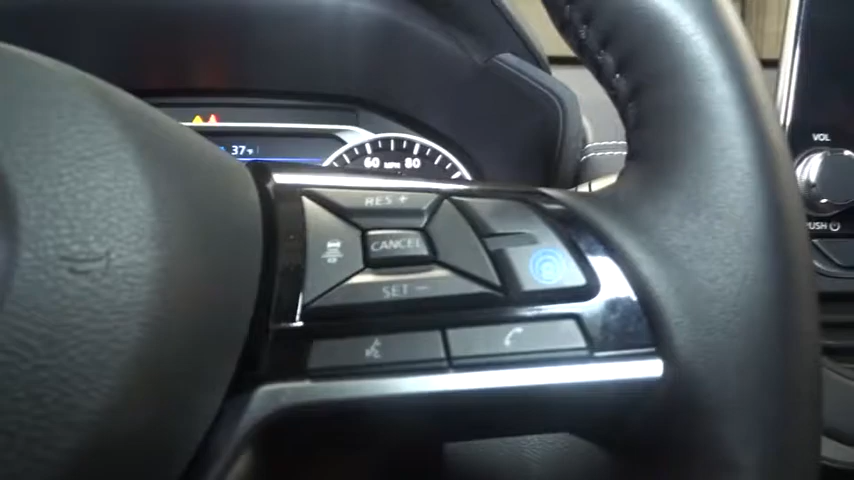 37°F
60 MPH 80
VOL
RES +
CANCEL
PUSH
SET −